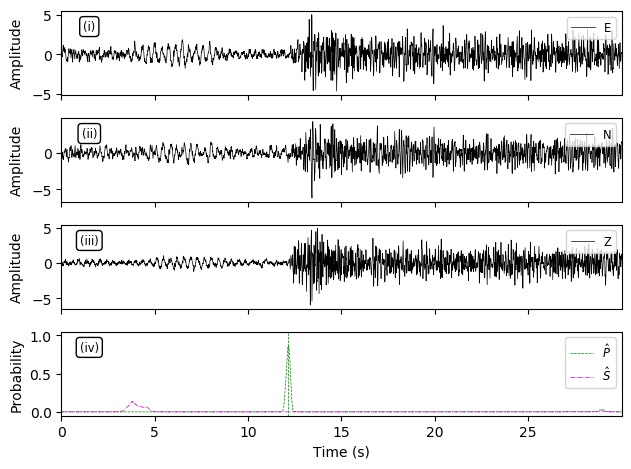 5
0
−5
Amplitude
(i)
E
0
−5
Amplitude
(ii)
N
5
0
−5
Amplitude
(iii)
Z
1.0
0.5
0.0
Probability
(iv)
P̂
Ŝ
0 5 10 15 20 25
Time (s)